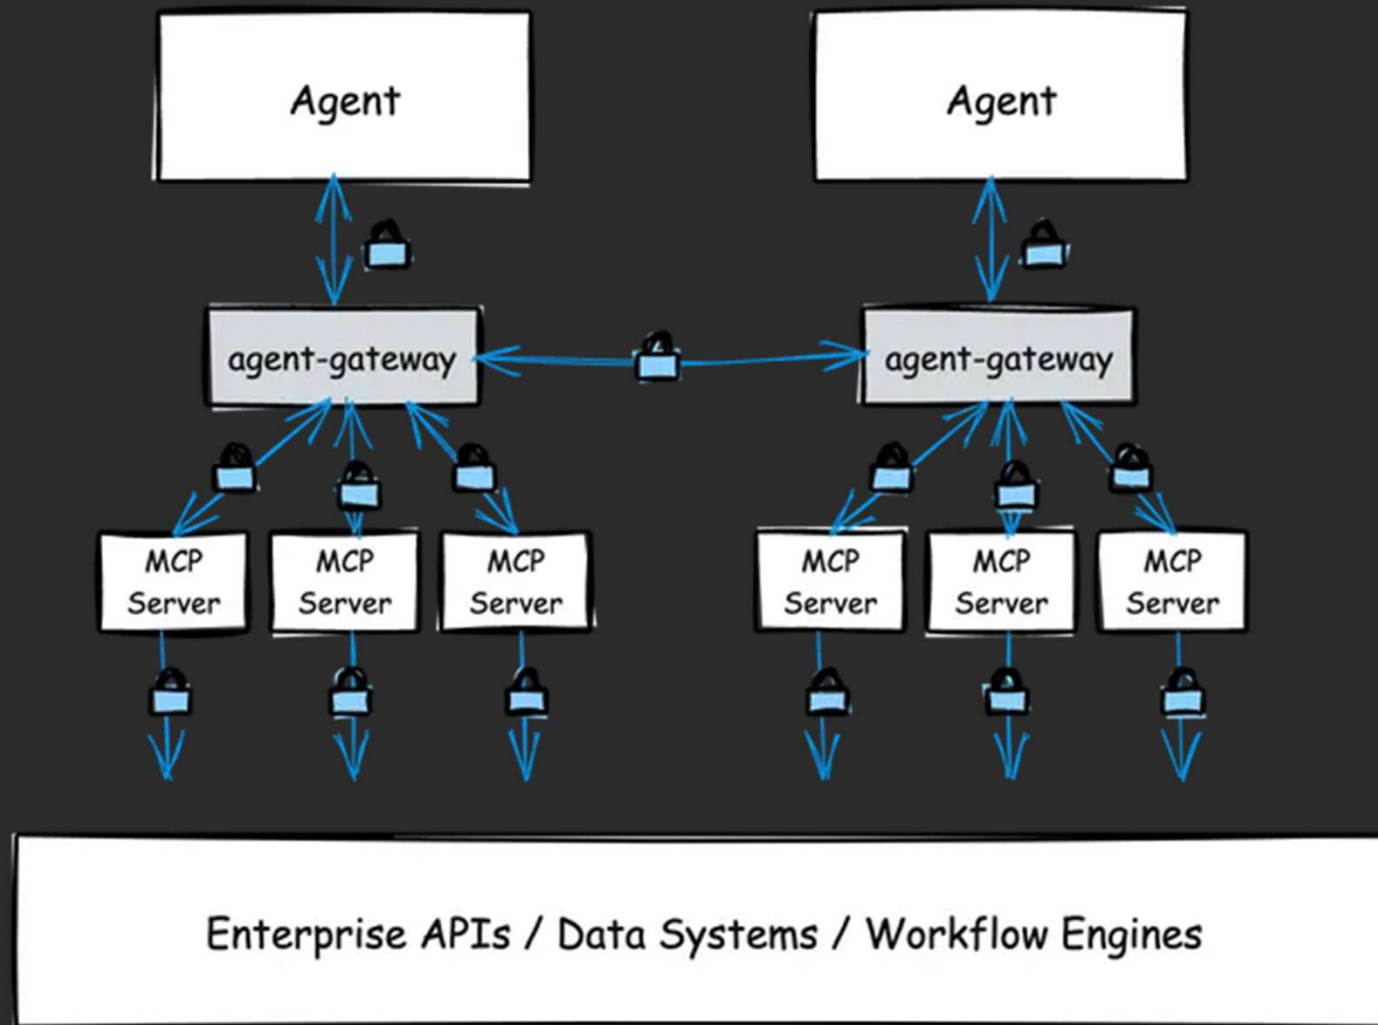 Agent
Agent
agent-gateway
agent-gateway
MCP
Server
MCP
Server
MCP
Server
MCP
Server
MCP
Server
MCP
Server
Enterprise APIs / Data Systems / Workflow Engines